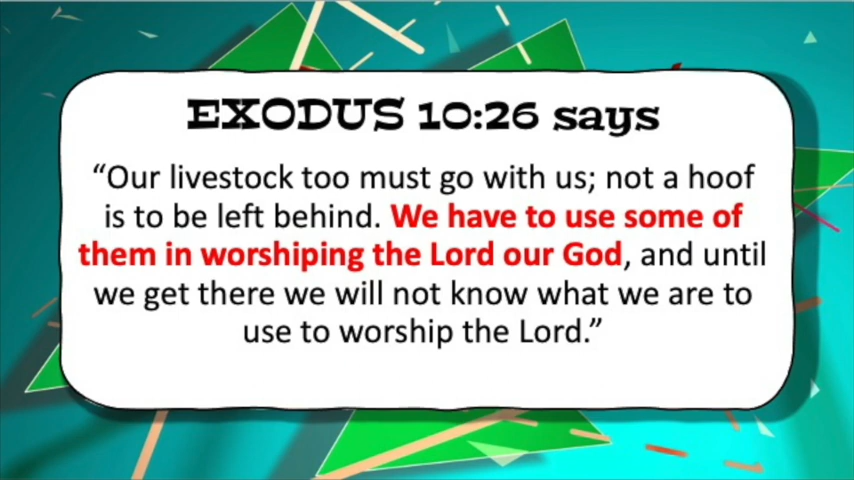 EXODUS 10:26 says
“Our livestock too must go with us; not a hoof
is to be left behind. We have to use some of
them in worshiping the Lord our God, and until
we get there we will not know what we are to
use to worship the Lord.”